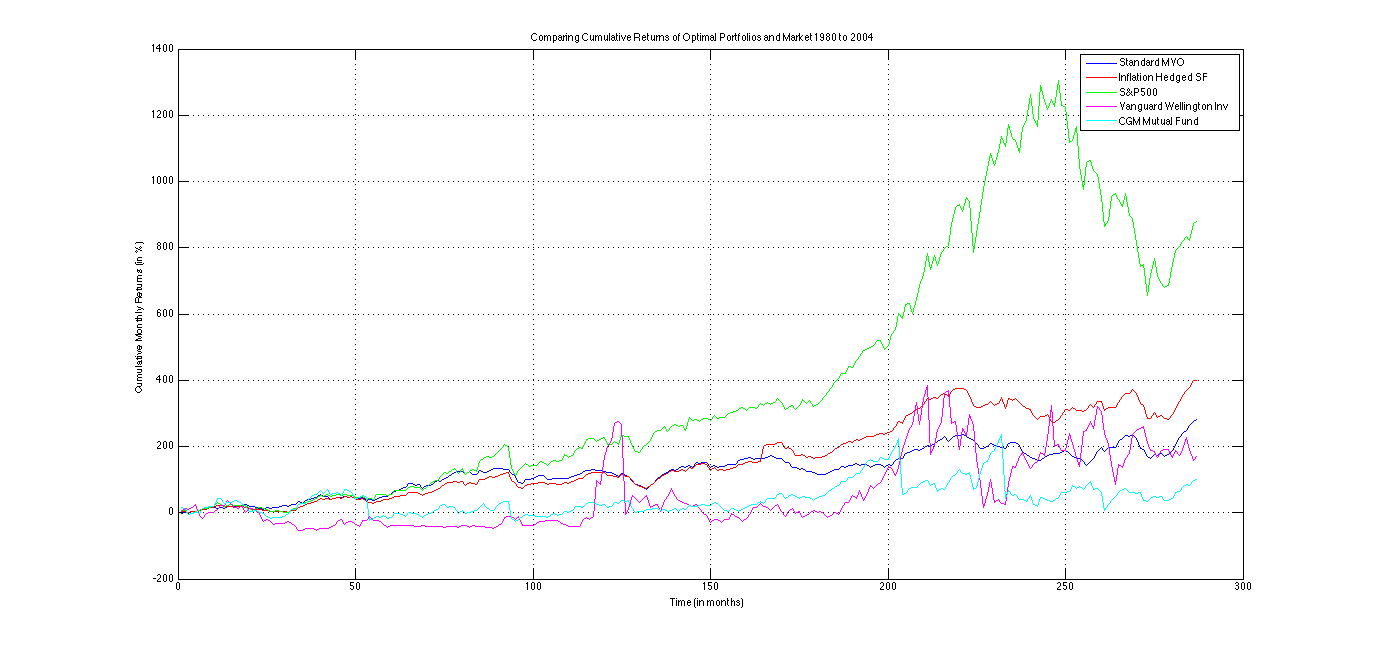 Comparing Cumulative Returns of Optimal Portfolios and Market 1980 to 2004
1400
1200
1000
800
600
400
200
0
-200
Cumulative Monthly Returns (in %)
0
50
100
150
200
250
300
Time (in months)
Standard MVO
Inflation Hedged SF
S&P500
Vanguard Wellington Inv
CGM Mutual Fund